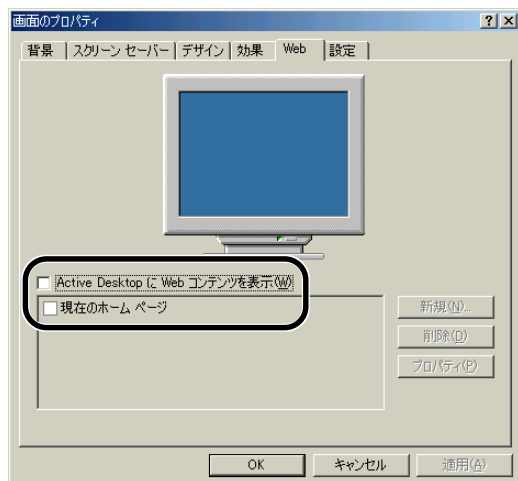 画面のプロパティ
背景 スクリーン セーバー デザイン 効果 Web 設定
Active Desktop に Web コンテンツを表示(W)
現在のホーム ページ
新規(N)...
削除(D)
プロパティ(P)
OK キャンセル 適用(A)